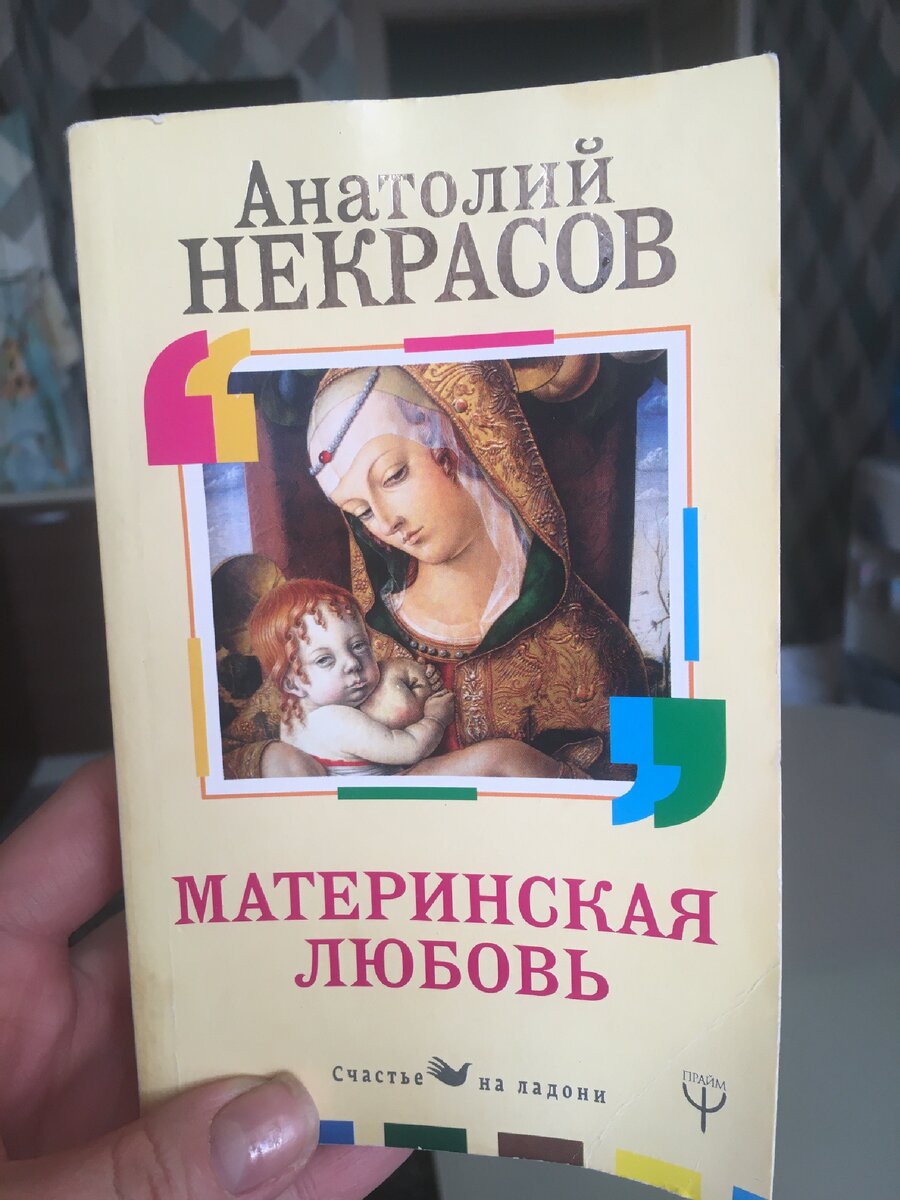 Анатолий
НЕКРАСОВ
МАТЕРИНСКАЯ
ЛЮБОВЬ
Счастье на ладони
ПРАЙМ